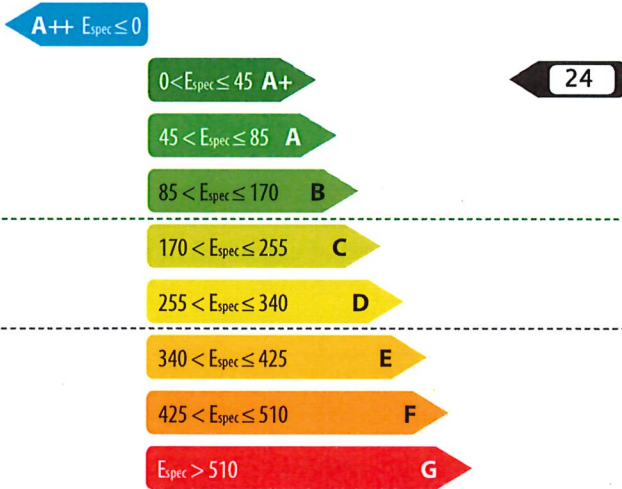 A++ Espec ≤ 0
0 < Espec ≤ 45 A+
24
45 < Espec ≤ 85 A
85 < Espec ≤ 170 B
170 < Espec ≤ 255 C
255 < Espec ≤ 340 D
340 < Espec ≤ 425 E
425 < Espec ≤ 510 F
Espec > 510 G